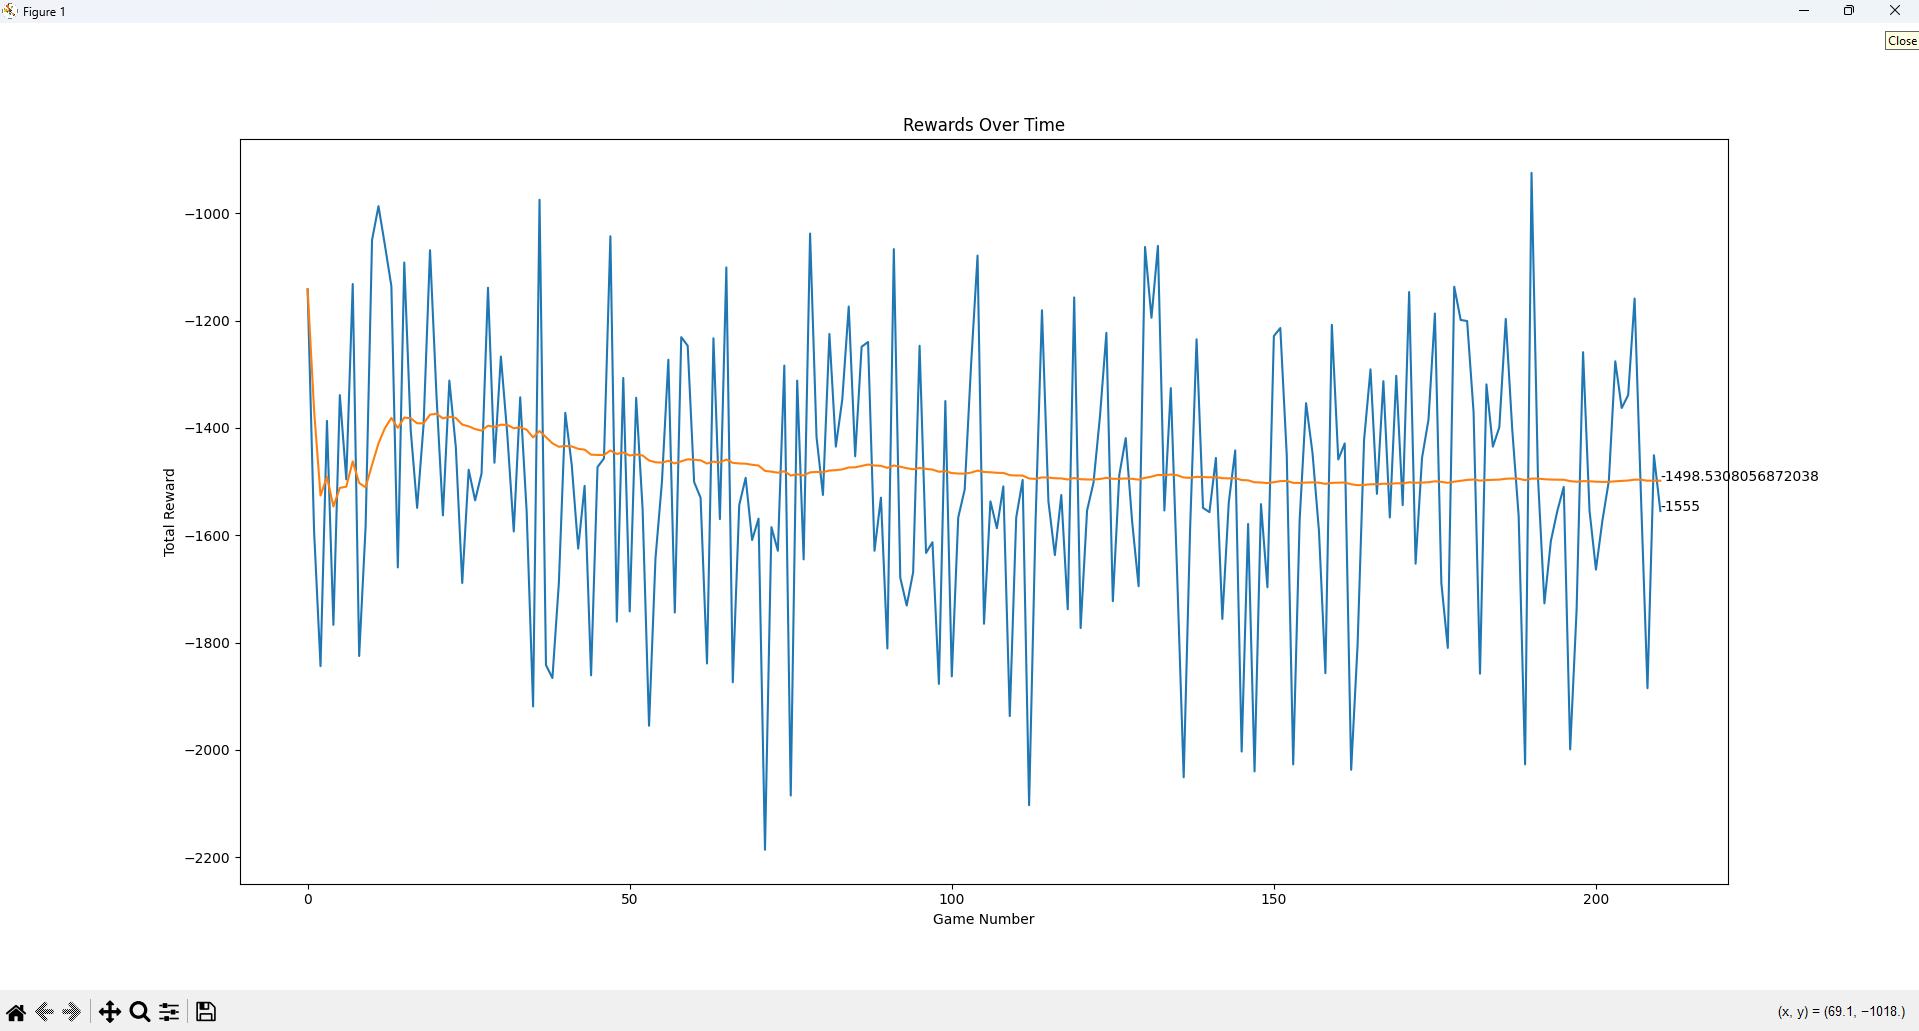 Figure 1
Close
Rewards Over Time
Total Reward
−1000
−1200
−1400
−1600
−1800
−2000
−2200
-1498.5308056872038
-1555
0 50 100 150 200
Game Number
(x, y) = (69.1, −1018.)